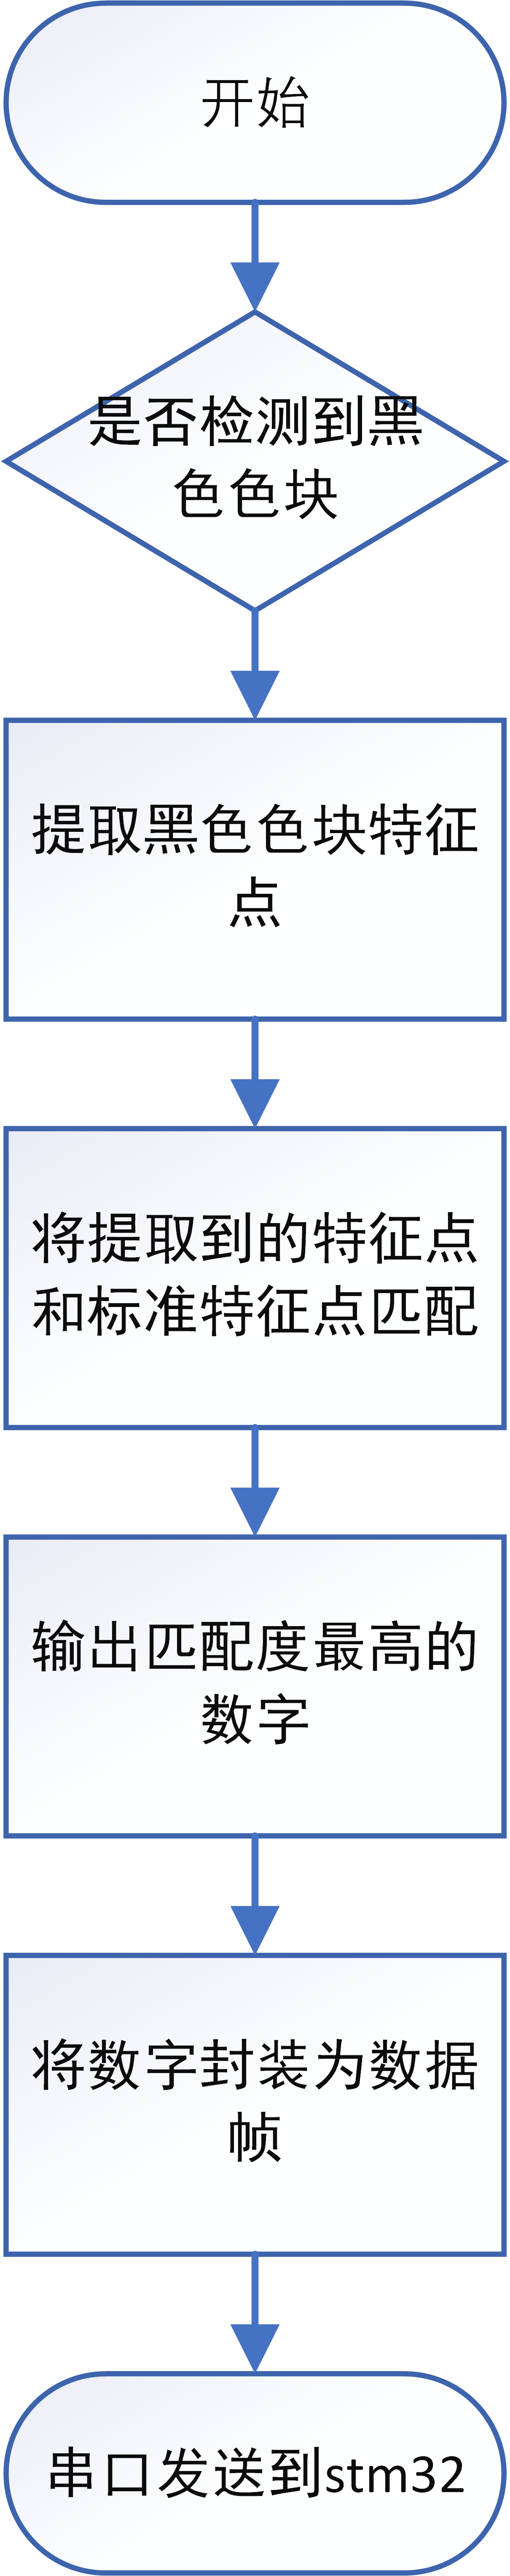 开始
是否检测到黑
色色块
提取黑色色块特征
点
将提取到的特征点
和标准特征点匹配
输出匹配度最高的
数字
将数字封装为数据
帧
串口发送到stm32